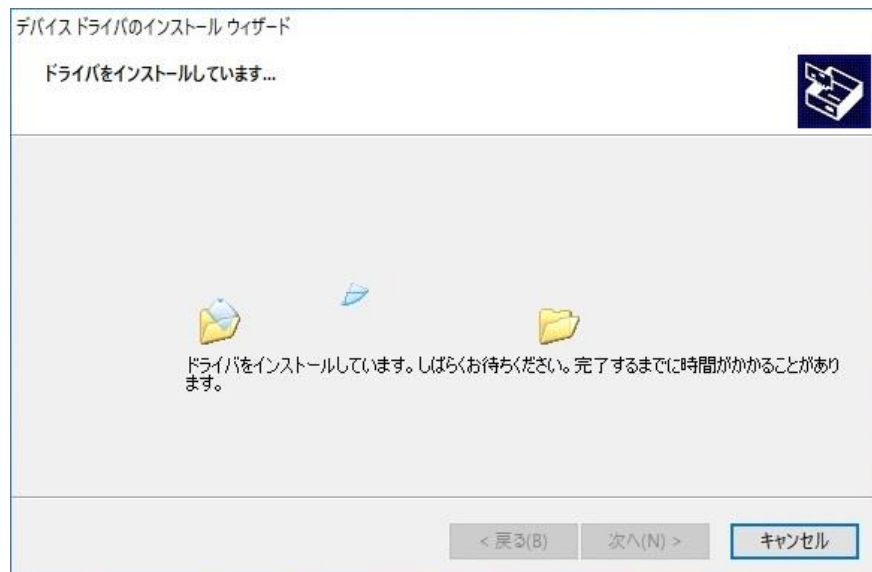 デバイス ドライバのインストール ウィザード
ドライバをインストールしています...
ドライバをインストールしています。しばらくお待ちください。完了するまでに時間がかかることがあり
ます。
< 戻る(B)
次へ(N) >
キャンセル